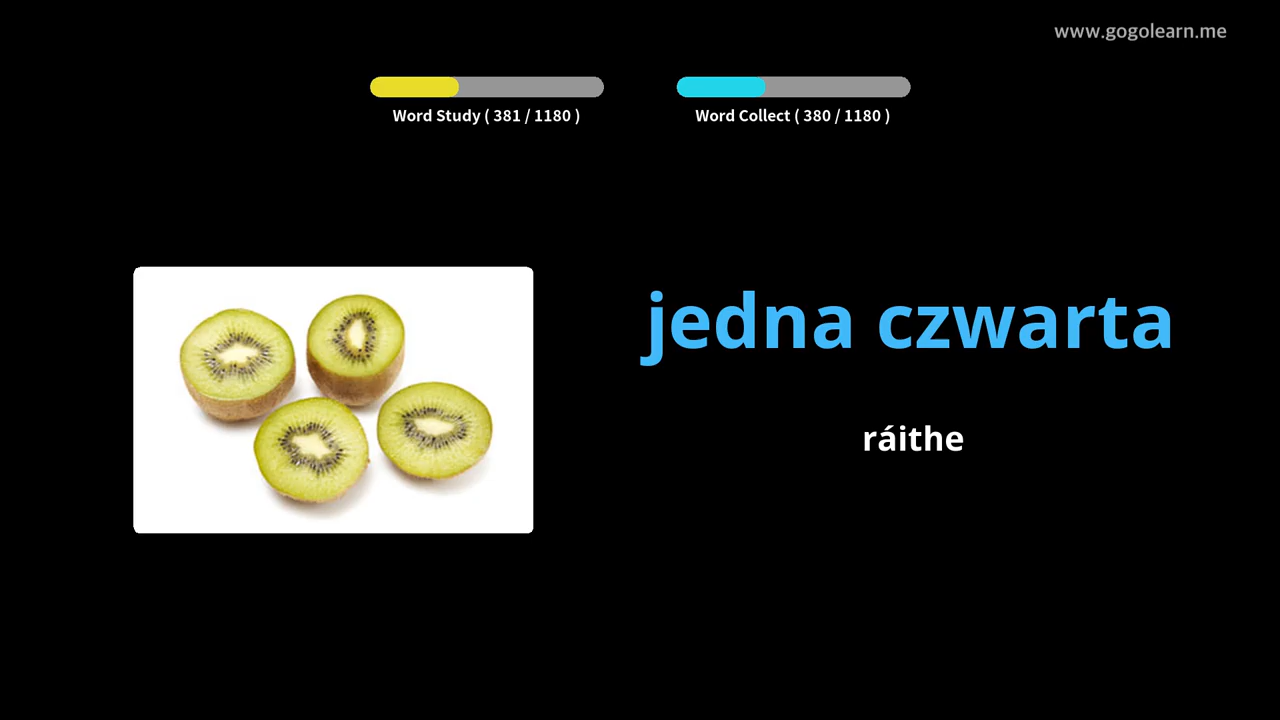 www.gogolearn.me
Word Study ( 381 / 1180 )
Word Collect ( 380 / 1180 )
jedna czwarta
ráithe